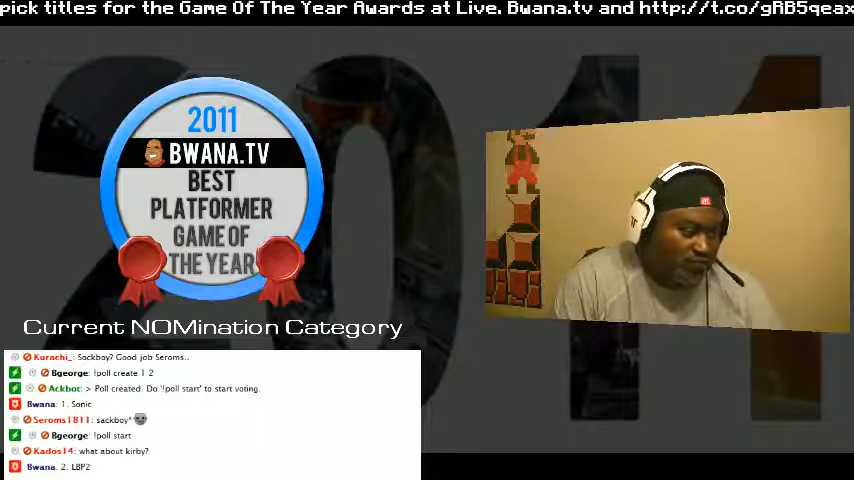 pick titles for the Game Of The Year Awards at Live. Bwana.tv and http://t.co/gRB5qeax
2011
BWANA.TV
BEST
PLATFORMER
GAME OF
THE YEAR
Current NOMination Category
Kurachi_: Sockboy? Good job Seroms..
Bgeorge: !poll create 1 2
Ackbot: > Poll created. Do '!poll start' to start voting.
Bwana: 1. Sonic
Seroms1811: sackboy*
Bgeorge: !poll start
Kados14: what about kirby?
Bwana: 2. LBP2
2011